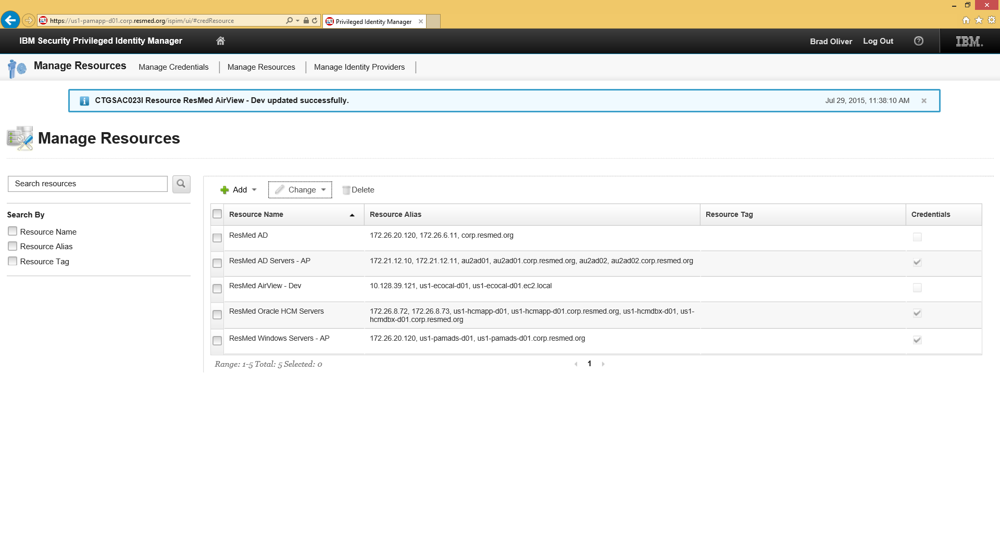 https://us1-pamapp-d01.corp.resmed.org/ispim/ui/#credResource
Privileged Identity Manager
IBM Security Privileged Identity Manager
Brad Oliver
Log Out
?
IBM.
Manage Resources
Manage Credentials
Manage Resources
Manage Identity Providers
i
CTGSAC023I Resource ResMed AirView - Dev updated successfully.
Jul 29, 2015, 11:38:10 AM
Manage Resources
Search resources
Search By
Resource Name
Resource Alias
Resource Tag
Add
Change
Delete
Resource Name
Resource Alias
Resource Tag
Credentials
ResMed AD
172.26.20.120, 172.26.6.11, corp.resmed.org
ResMed AD Servers - AP
172.21.12.10, 172.21.12.11, au2ad01, au2ad01.corp.resmed.org, au2ad02, au2ad02.corp.resmed.org
ResMed AirView - Dev
10.128.39.121, us1-ecocal-d01, us1-ecocal-d01.ec2.local
ResMed Oracle HCM Servers
172.26.8.72, 172.26.8.73, us1-hcmapp-d01, us1-hcmapp-d01.corp.resmed.org, us1-hcmdbx-d01, us1-
hcmdbx-d01.corp.resmed.org
ResMed Windows Servers - AP
172.26.20.120, us1-pamads-d01, us1-pamads-d01.corp.resmed.org
Range: 1-5 Total: 5 Selected: 0
1